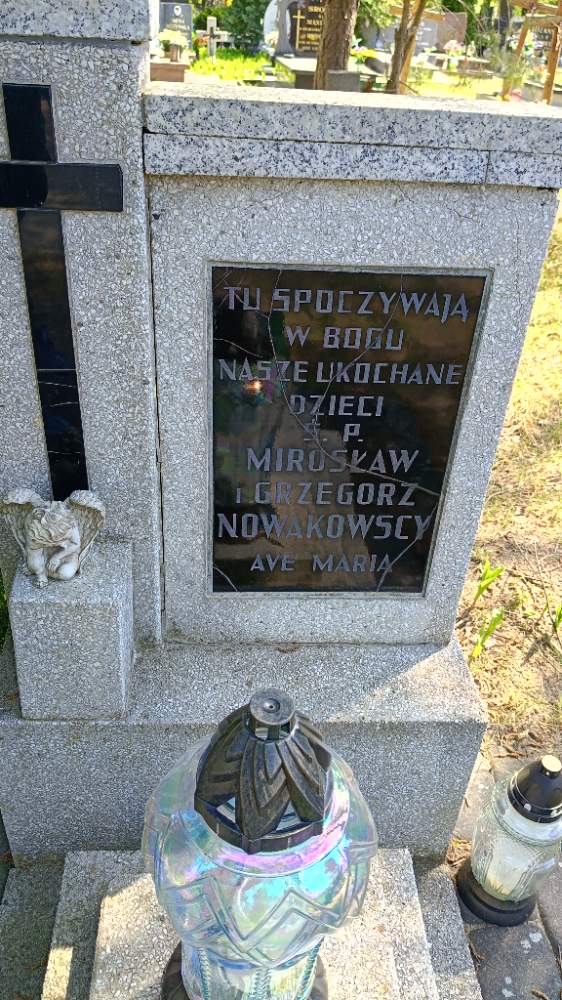 TU SPOCZYWAJĄ
W BOGU
NASZE UKOCHANE
DZIECI
Ś. P.
MIROSŁAW
i GRZEGORZ
NOWAKOWSCY
AVE MARIA